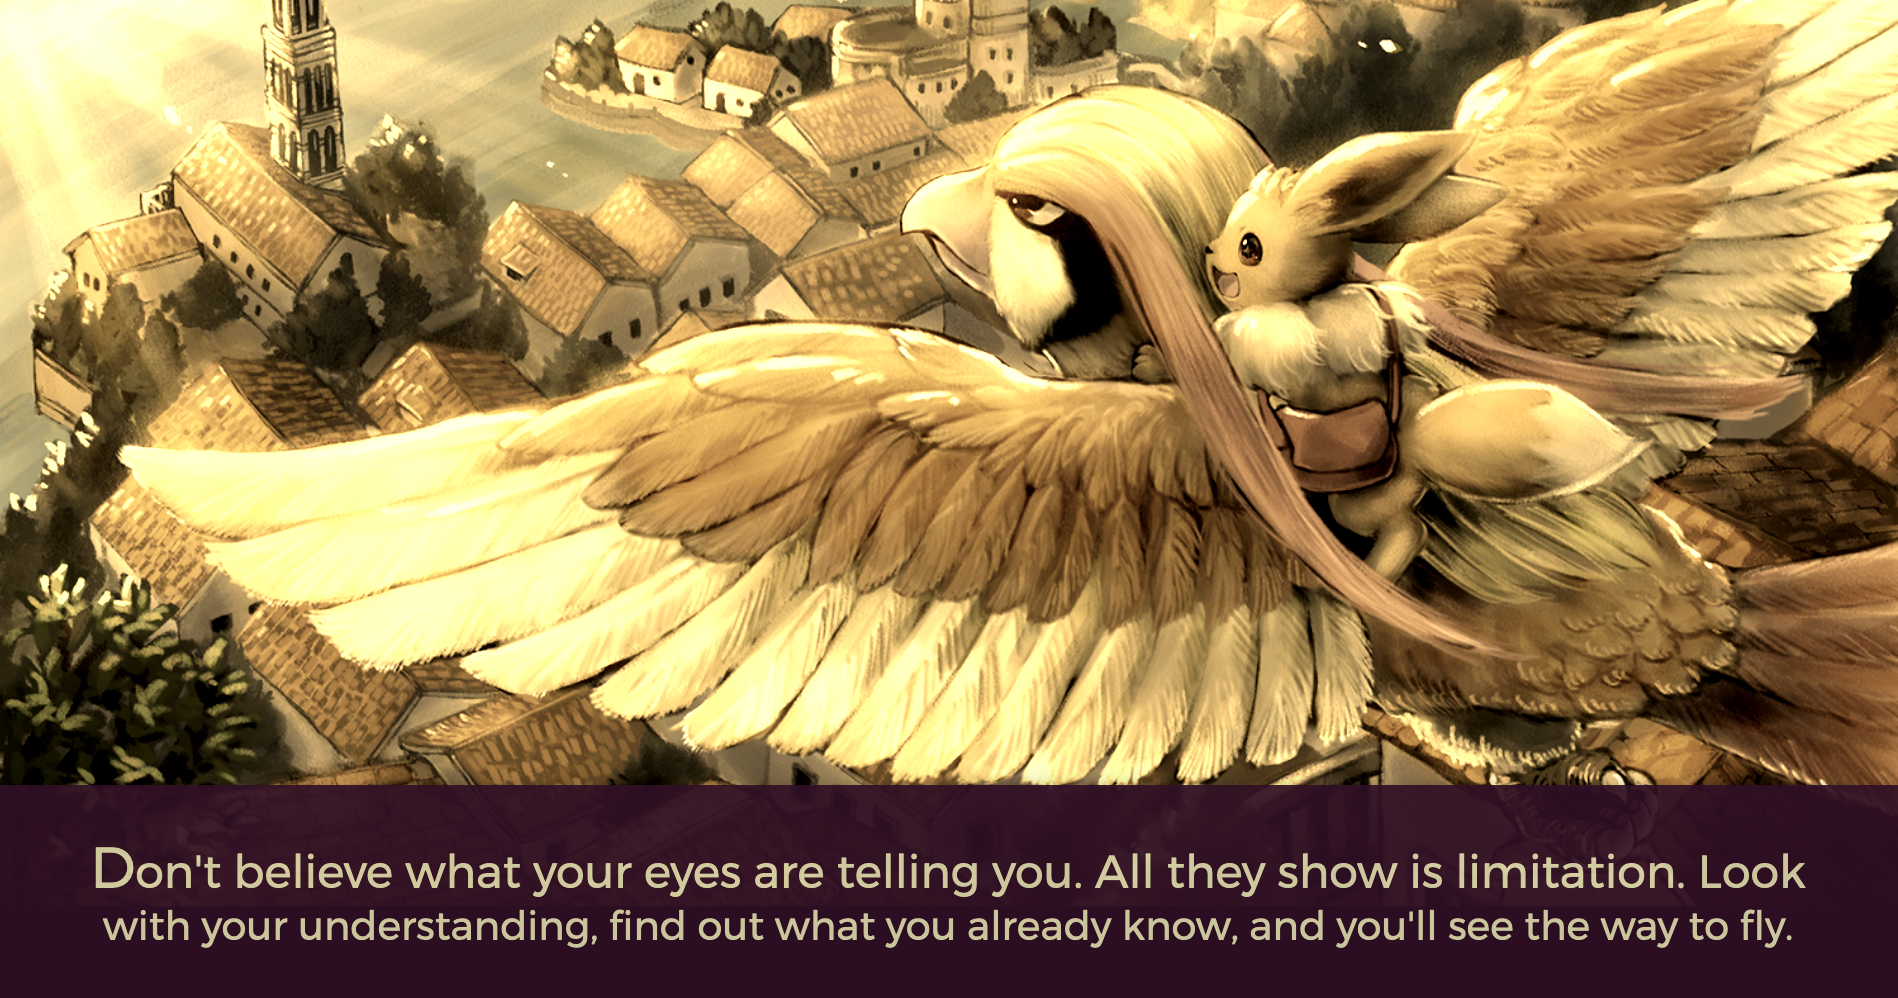 Don't believe what your eyes are telling you. All they show is limitation. Look
with your understanding, find out what you already know, and you'll see the way to fly.